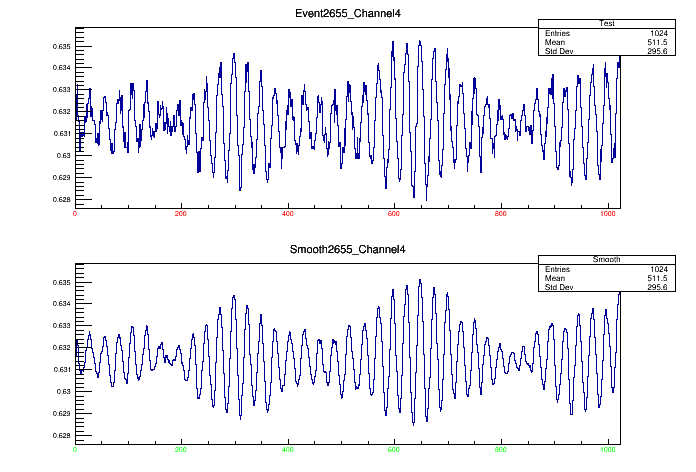 Event2655_Channel4
Test
Entries 1024
Mean 511.5
Std Dev 295.6
0.635
0.634
0.633
0.632
0.631
0.63
0.629
0.628
0 200 400 600 800 1000
Smooth2655_Channel4
Smooth
Entries 1024
Mean 511.5
Std Dev 295.6
0.635
0.634
0.633
0.632
0.631
0.63
0.629
0.628
0 200 400 600 800 1000